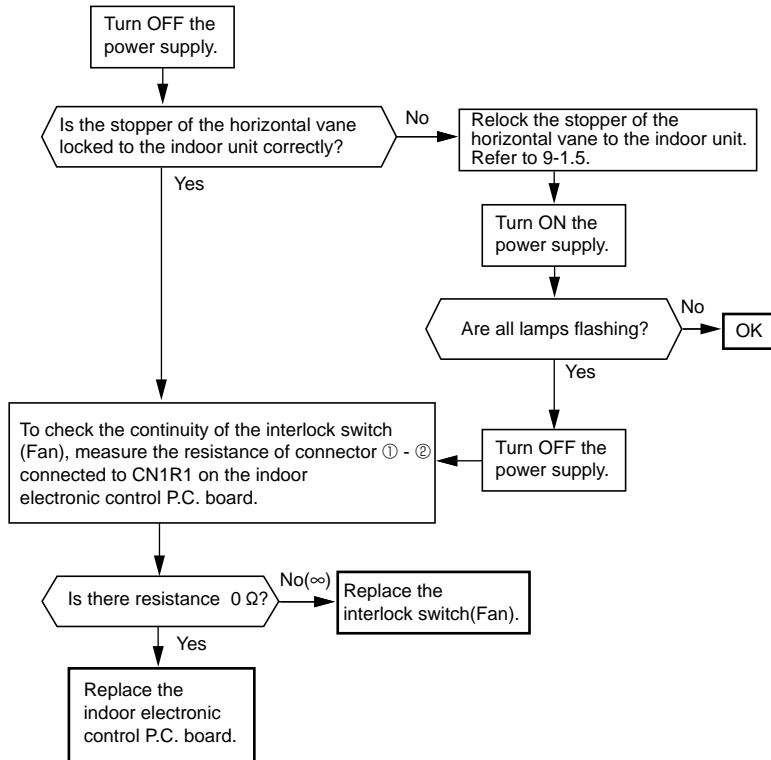 Turn OFF the
power supply.
Is the stopper of the horizontal vane
locked to the indoor unit correctly?
No
Relock the stopper of the
horizontal vane to the indoor unit.
Refer to 9-1.5.
Yes
Turn ON the
power supply.
Are all lamps flashing?
No
OK
Yes
Turn OFF the
power supply.
To check the continuity of the interlock switch
(Fan), measure the resistance of connector ① - ②
connected to CN1R1 on the indoor
electronic control P.C. board.
Is there resistance 0 Ω?
No(∞)
Replace the
interlock switch(Fan).
Yes
Replace the
indoor electronic
control P.C. board.